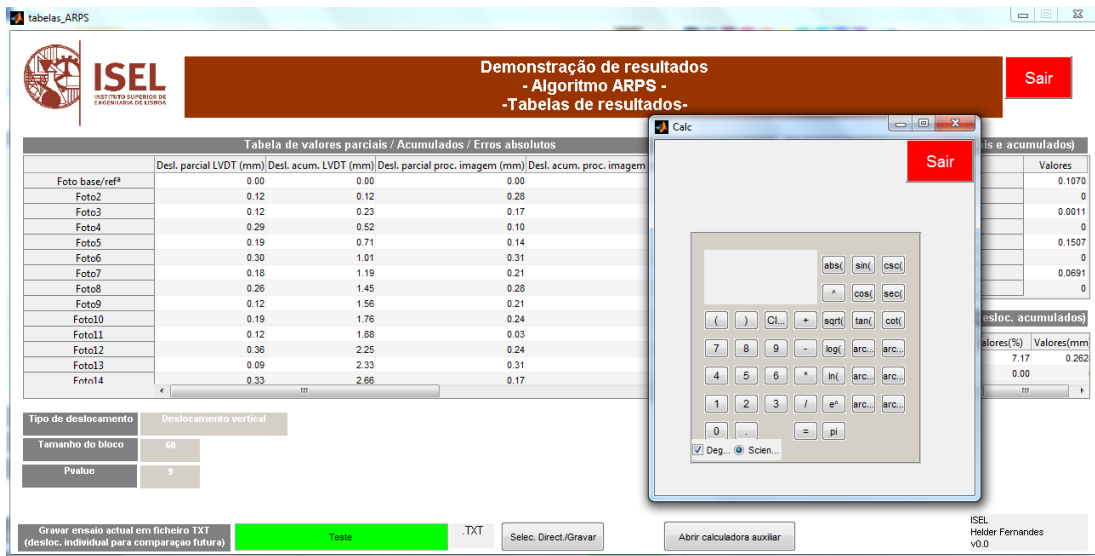 tabelas_ARPS
ISEL
INSTITUTO SUPERIOR DE
ENGENHARIA DE LISBOA
Demonstração de resultados
- Algoritmo ARPS -
-Tabelas de resultados-
Sair
Tabela de valores parciais / Acumulados / Erros absolutos
Desl. parcial LVDT (mm) Desl. acum. LVDT (mm) Desl. parcial proc. imagem (mm) Desl. acum. proc. imagem
Foto base/refª 0.00 0.00 0.00
Foto2 0.12 0.12 0.28
Foto3 0.12 0.23 0.17
Foto4 0.29 0.52 0.10
Foto5 0.19 0.71 0.14
Foto6 0.30 1.01 0.31
Foto7 0.18 1.19 0.21
Foto8 0.26 1.45 0.28
Foto9 0.12 1.56 0.21
Foto10 0.19 1.76 0.24
Foto11 0.12 1.88 0.03
Foto12 0.36 2.25 0.24
Foto13 0.09 2.33 0.31
Foto14 0.33 2.66 0.17
Calc
Sair
abs( sin( csc(
^ cos( sec(
( ) Cl... + sqrt( tan( cot(
7 8 9 - log( arc... arc...
4 5 6 * ln( arc... arc...
1 2 3 / e^ arc... arc...
0 . = pi
Deg... Scien...
is e acumulados)
Valores
0.1070
0
0.0011
0
0.1507
0
0.0691
0
esloc. acumulados)
alores(%) Valores(mm
7.17 0.262
0.00
Tipo de deslocamento Deslocamento vertical
Tamanho do bloco 60
Pvalue 9
Gravar ensaio actual em ficheiro TXT
(desloc. individual para comparaçao futura)
Teste
.TXT
Selec. Direct./Gravar
Abrir calculadora auxiliar
ISEL
Helder Fernandes
v0.0